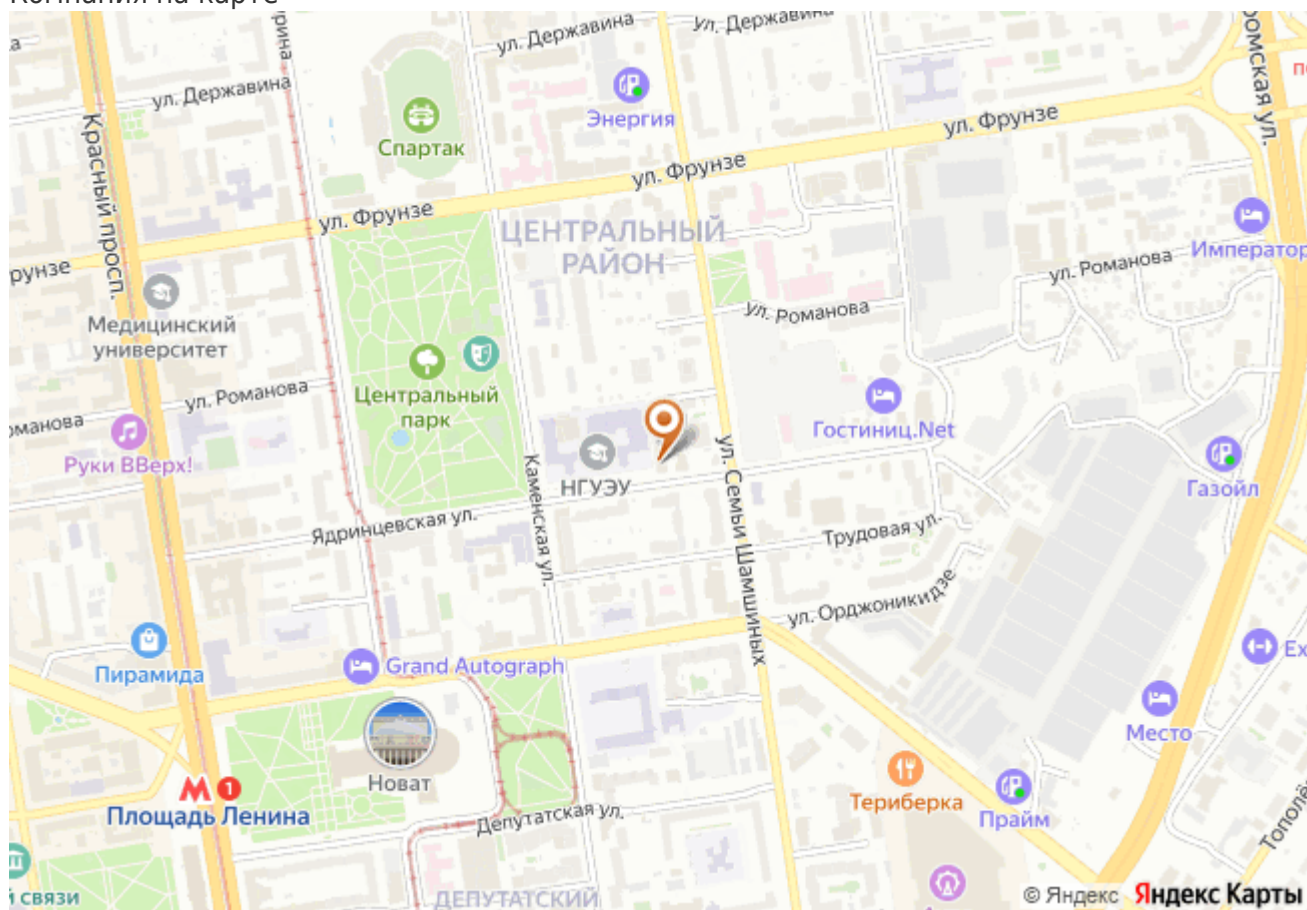 ул. Державина
ул. Державина
ул. Державина
Энергия
Спартак
Красный просп.
ул. Фрунзе
ул. Фрунзе
ул. Фрунзе
ЦЕНТРАЛЬНЫЙ
РАЙОН
Медицинский
университет
ул. Романова
ул. Романова
ул. Романова
Император
Центральный
парк
Руки ВВерх!
НГУЭУ
Гостиниц.Net
Газойл
Каменская ул.
ул. Семьи Шамшиных
Ядринцевская ул.
Трудовая ул.
ул. Орджоникидзе
Пирамида
Grand Autograph
Новат
Место
М 1
Площадь Ленина
Депутатская ул.
Териберка
Прайм
ДЕПУТАТСКИЙ
связи
© Яндекс Яндекс Карты